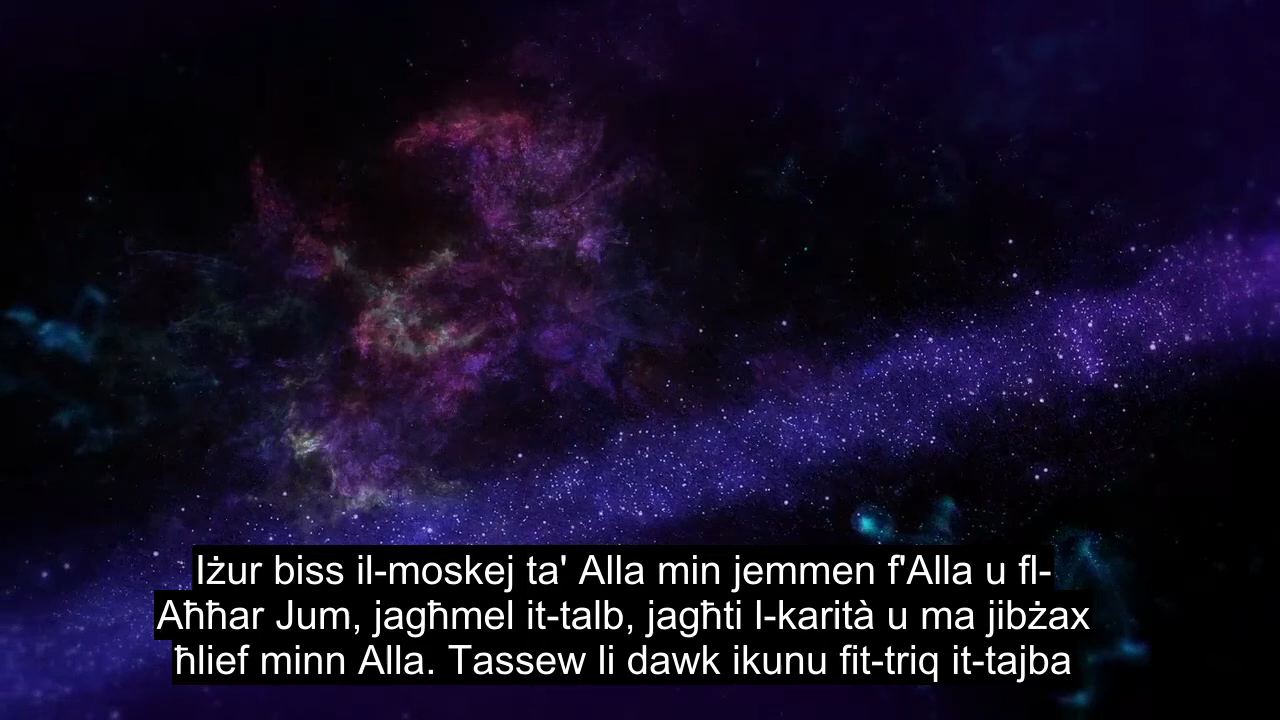 Iżur biss il-moskej ta' Alla min jemmen f'Alla u fl-
Aħħar Jum, jagħmel it-talb, jagħti l-karità u ma jibżax
ħlief minn Alla. Tassew li dawk ikunu fit-triq it-tajba